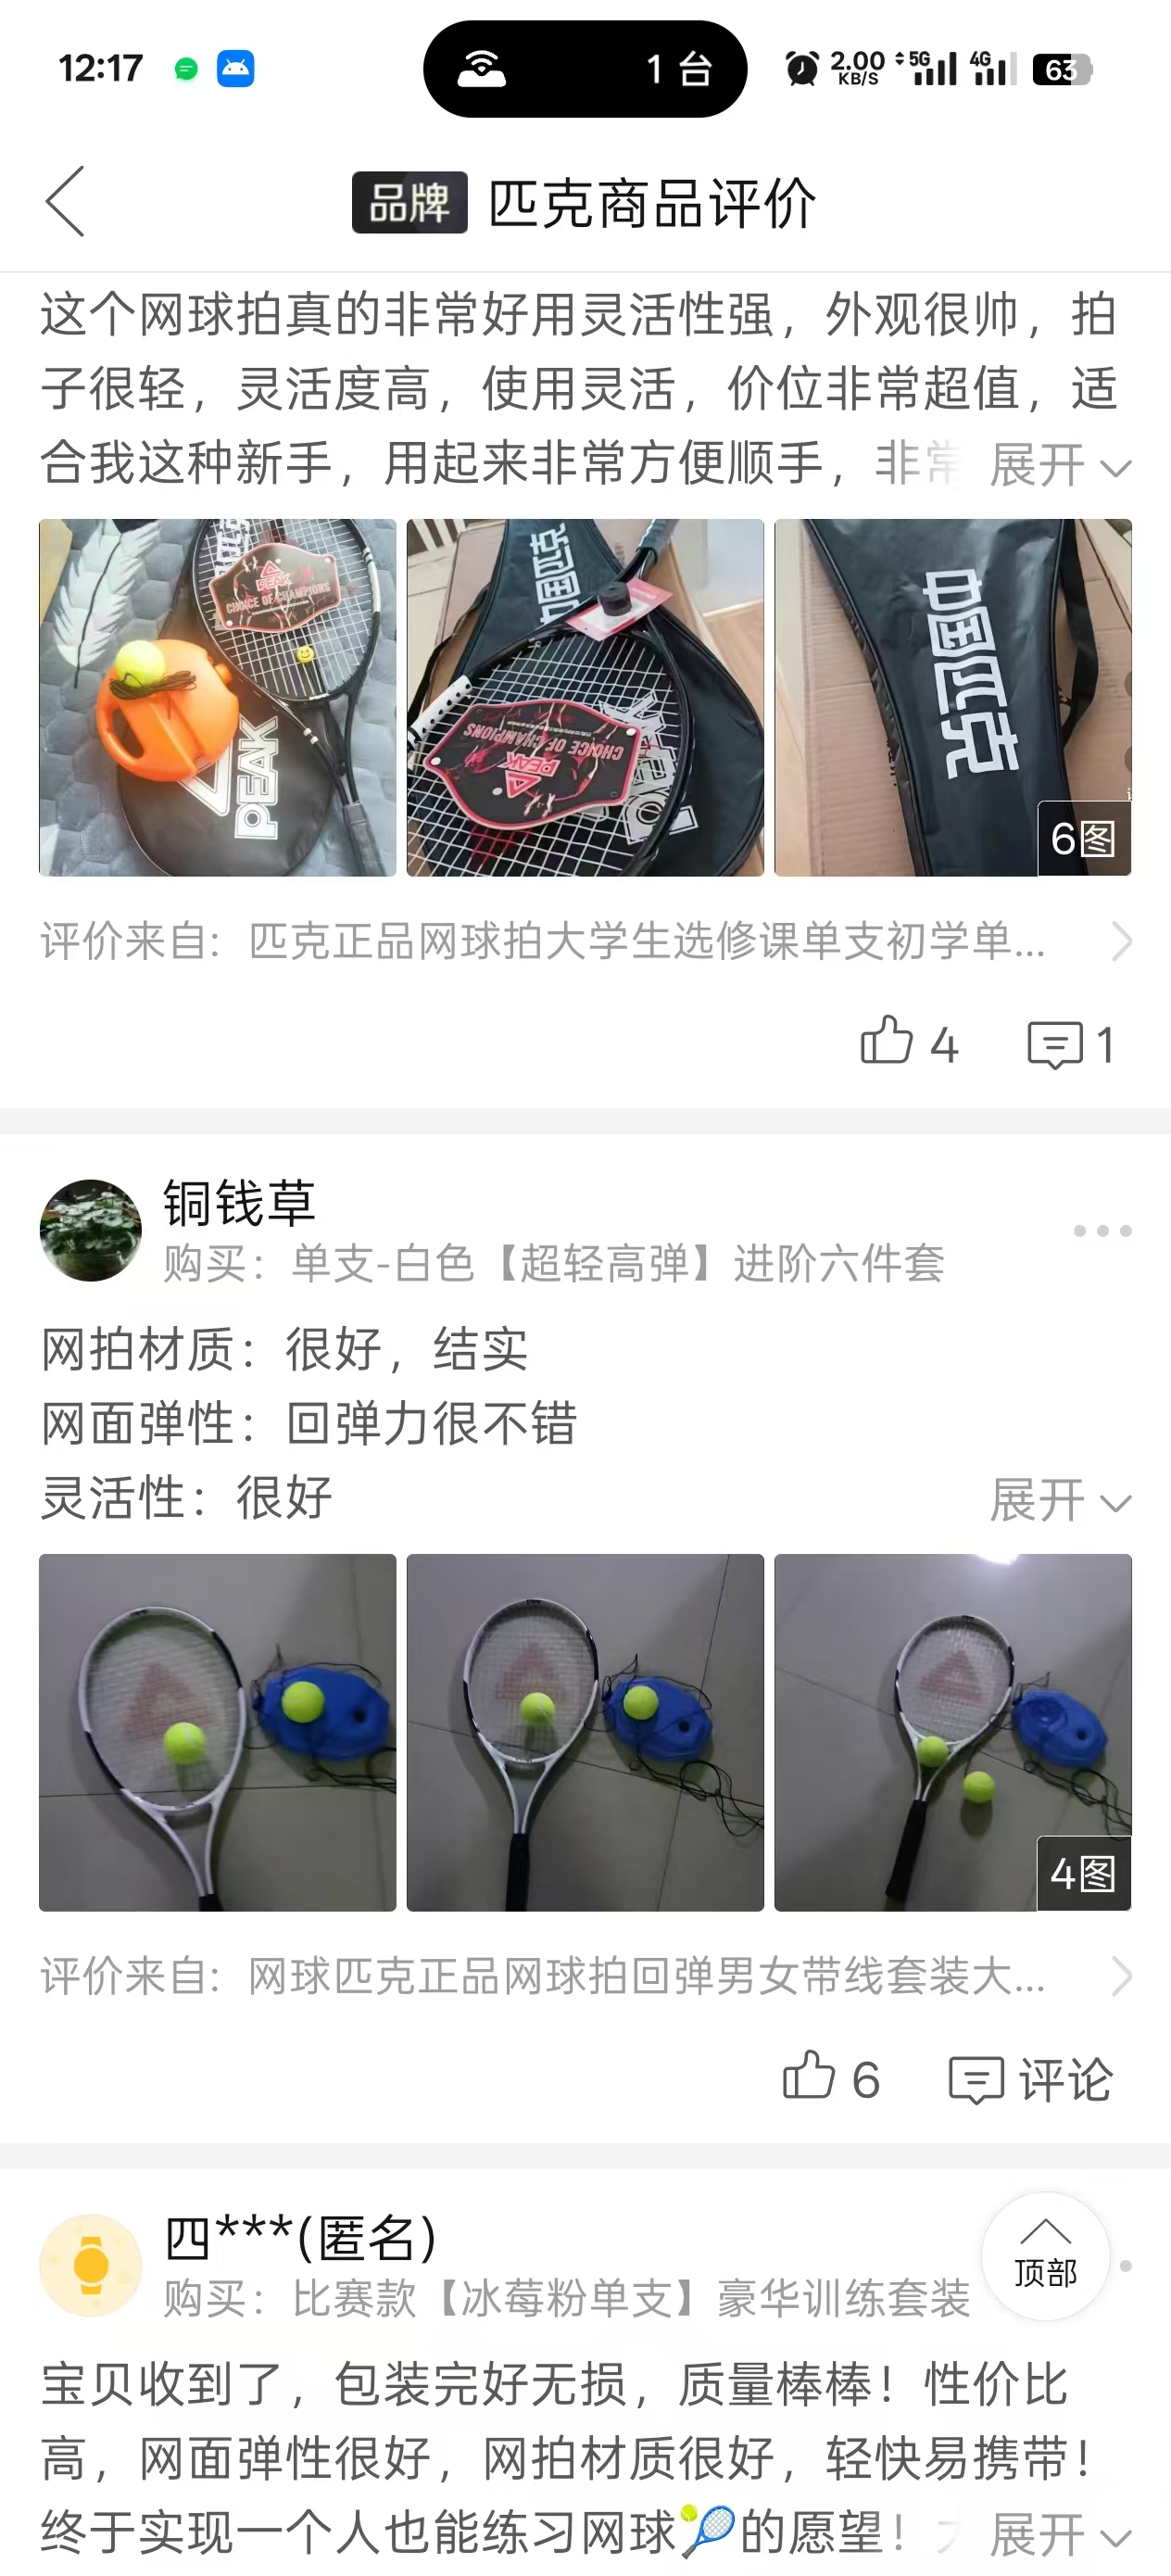 12:17
1 台
2.00
KB/S
5G
4G
63
品牌 匹克商品评价
这个网球拍真的非常好用灵活性强，外观很帅，拍
子很轻，灵活度高，使用灵活，价位非常超值，适
合我这种新手，用起来非常方便顺手，非常 展开
PEAK
CHOICE OF CHAMPIONS
PEAK
中国匹克
CHOICE OF CHAMPIONS
PEAK
中国匹克
6图
评价来自：匹克正品网球拍大学生选修课单支初学单...
4
1
铜钱草
购买：单支-白色【超轻高弹】进阶六件套
网拍材质：很好，结实
网面弹性：回弹力很不错
灵活性：很好 展开
4图
评价来自：网球匹克正品网球拍回弹男女带线套装大...
6
评论
四***(匿名)
购买：比赛款【冰莓粉单支】豪华训练套装
顶部
宝贝收到了，包装完好无损，质量棒棒！性价比
高，网面弹性很好，网拍材质很好，轻快易携带！
终于实现一个人也能练习网球🎾的愿望！ 展开